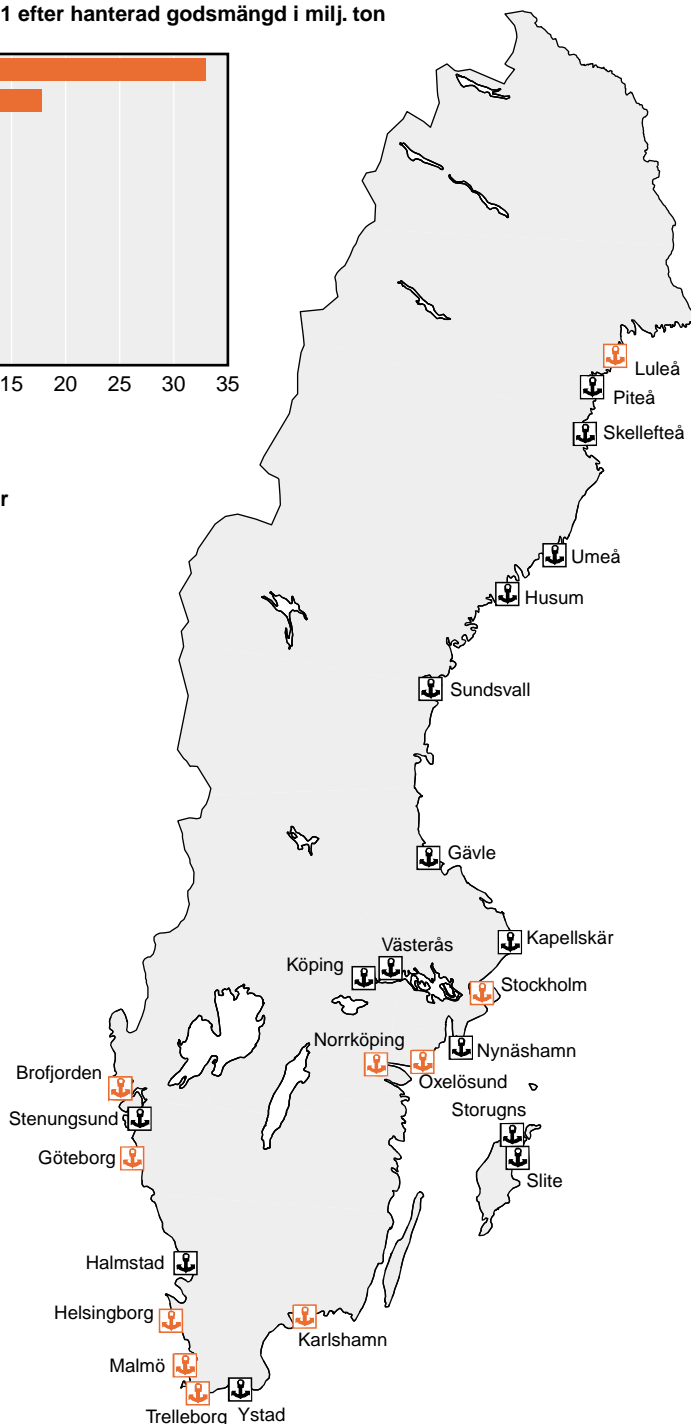 1 efter hanterad godsmängd i milj. ton
15 20 25 30 35
r
Luleå
Piteå
Skellefteå
Umeå
Husum
Sundsvall
Gävle
Kapellskär
Västerås
Köping
Stockholm
Norrköping
Nynäshamn
Oxelösund
Brofjorden
Storugns
Stenungsund
Göteborg
Slite
Halmstad
Helsingborg
Karlshamn
Malmö
Trelleborg
Ystad